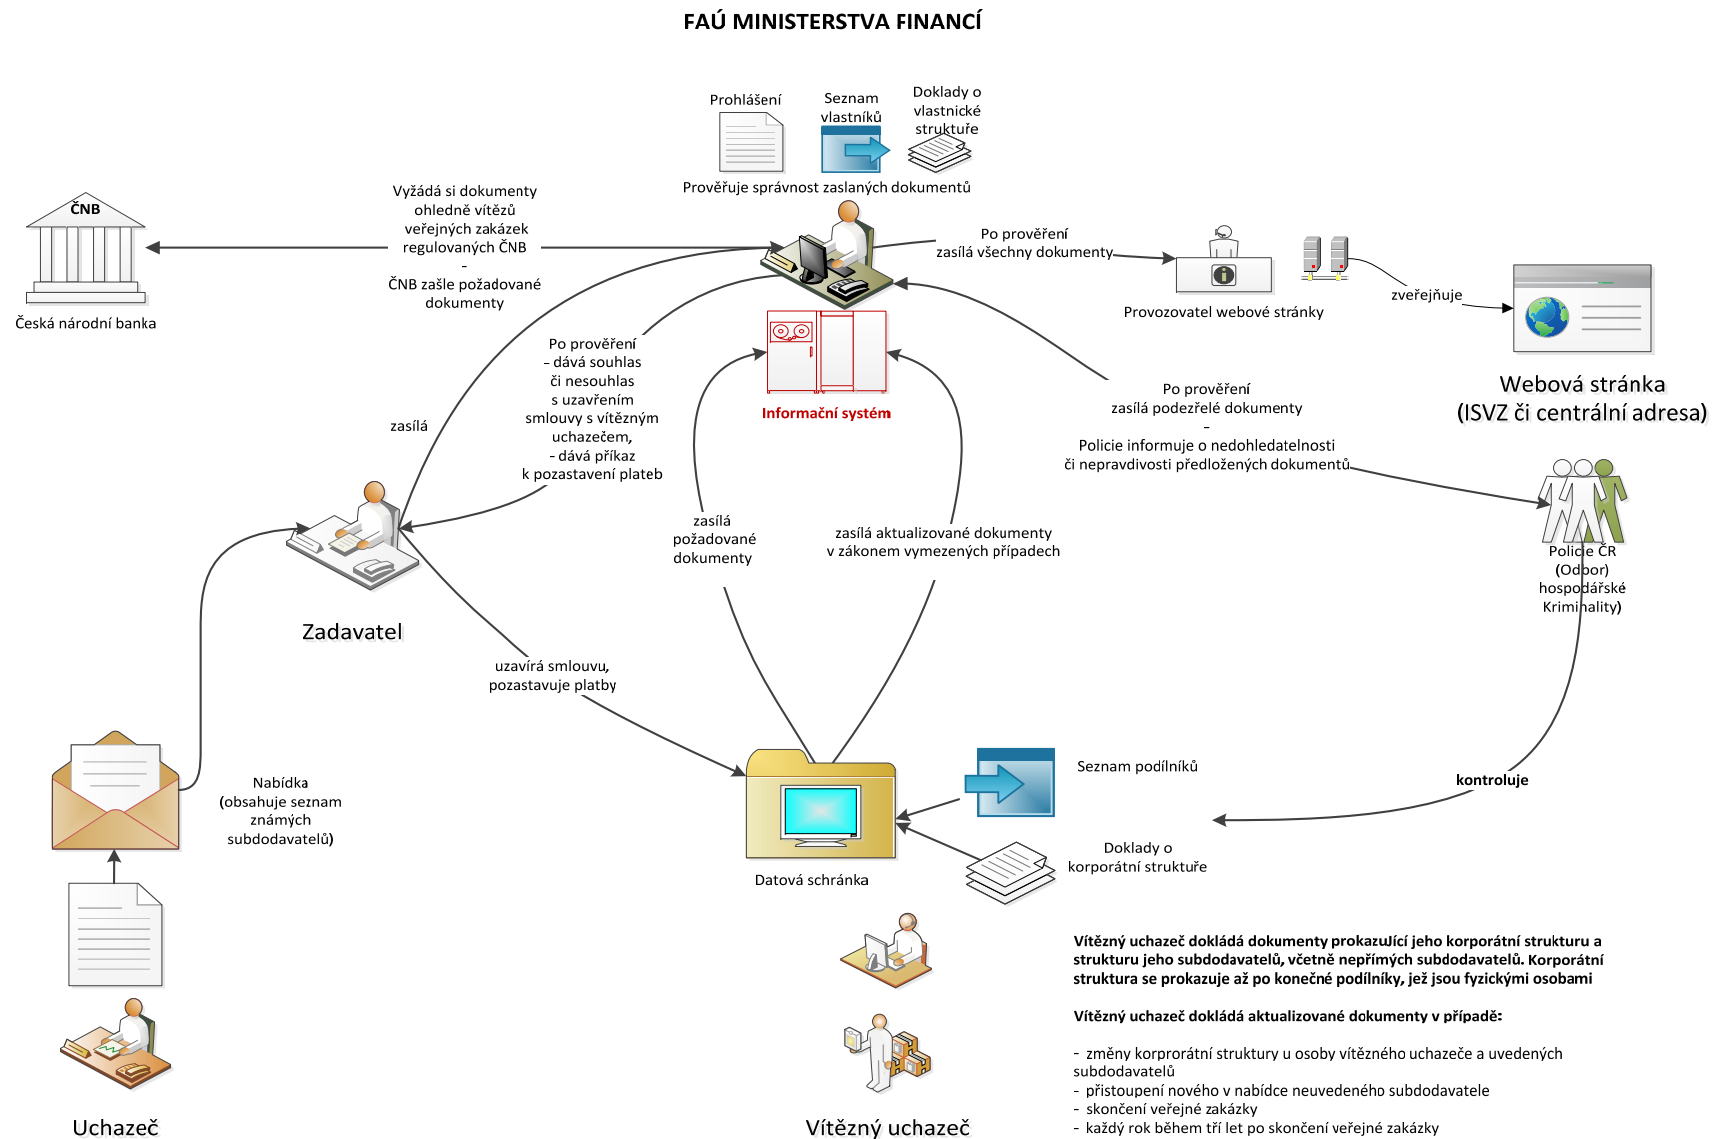 FAÚ MINISTERSTVA FINANCÍ
Prohlášení
Seznam
vlastníků
Doklady o
vlastnické
struktuře
Prověřuje správnost zaslaných dokumentů
ČNB
Česká národní banka
Vyžádá si dokumenty
ohledně vítězů
veřejných zakázek
regulovaných ČNB
-
ČNB zašle požadované
dokumenty
Po prověření
zasílá všechny dokumenty
Provozovatel webové stránky
zveřejňuje
Webová stránka
(ISVZ či centrální adresa)
Informační systém
Po prověření
- dává souhlas
či nesouhlas
s uzavřením
smlouvy s vítězným
uchazečem,
- dává příkaz
k pozastavení plateb
zasílá
Po prověření
zasílá podezřelé dokumenty
-
Policie informuje o nedohledatelnosti
či nepravdivosti předložených dokumentů
Policie ČR
(Odbor)
hospodářské
Kriminality)
zasílá
požadované
dokumenty
zasílá aktualizované dokumenty
v zákonem vymezených případech
Zadavatel
uzavírá smlouvu,
pozastavuje platby
Nabídka
(obsahuje seznam
známých
subdodavatelů)
Seznam podílníků
kontroluje
Doklady o
korporátní struktuře
Datová schránka
Vítězný uchazeč dokládá dokumenty prokazující jeho korporátní strukturu a
strukturu jeho subdodavatelů, včetně nepřímých subdodavatelů. Korporátní
struktura se prokazuje až po konečné podílníky, jež jsou fyzickými osobami
Vítězný uchazeč dokládá aktualizované dokumenty v případě:
- změny korprorátní struktury u osoby vítězného uchazeče a uvedených
subdodavatelů
- přistoupení nového v nabídce neuvedeného subdodavatele
- skončení veřejné zakázky
- každý rok během tří let po skončení veřejné zakázky
Uchazeč
Vítězný uchazeč